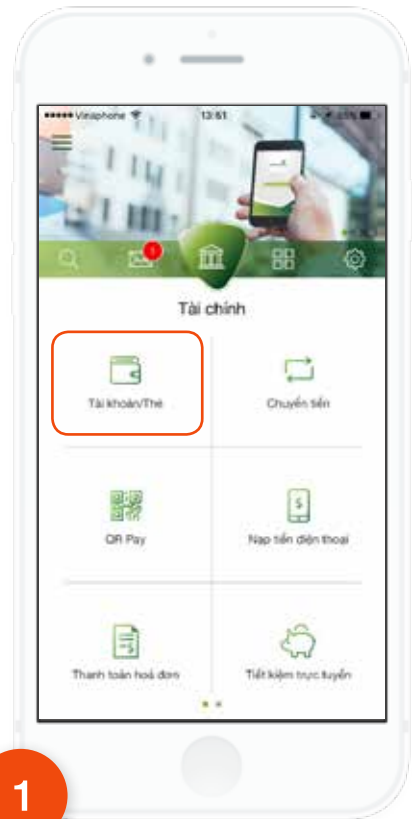 Vinaphone 13:51
Tài chính
Tài khoản/Thẻ Chuyển tiền
QR Pay Nạp tiền điện thoại
Thanh toán hoá đơn Tiết kiệm trực tuyến
1